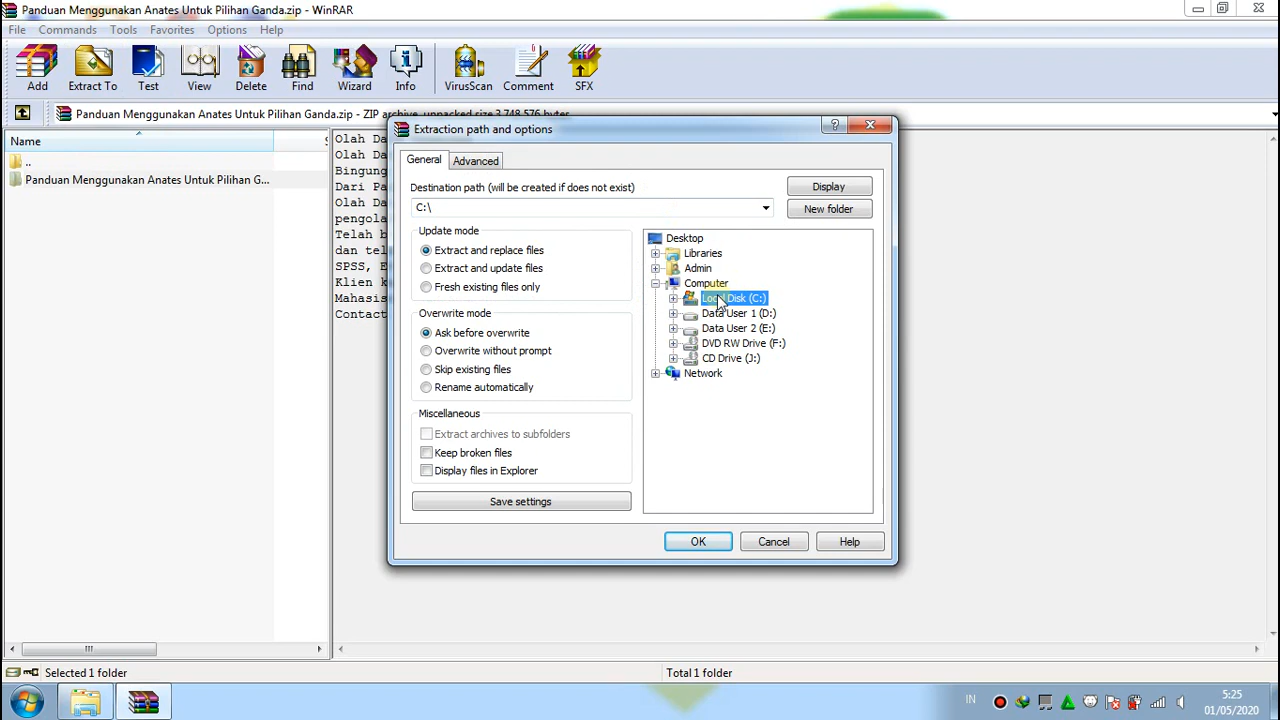 Panduan Menggunakan Anates Untuk Pilihan Ganda.zip - WinRAR
File Commands Tools Favorites Options Help
Add Extract To Test View Delete Find Wizard Info VirusScan Comment SFX
Panduan Menggunakan Anates Untuk Pilihan Ganda.zip - ZIP archive, unpacked size 3.748.576 bytes
Name
..
Panduan Menggunakan Anates Untuk Pilihan G...
Olah Da
Olah Da
Bingung
Dari Pa
Olah Da
pengola
Telah b
dan tel
SPSS, E
Klien k
Mahasis
Contact
Extraction path and options
General Advanced
Destination path (will be created if does not exist)
C:\
Display
New folder
Update mode
Extract and replace files
Extract and update files
Fresh existing files only
Overwrite mode
Ask before overwrite
Overwrite without prompt
Skip existing files
Rename automatically
Miscellaneous
Extract archives to subfolders
Keep broken files
Display files in Explorer
Save settings
Desktop
Libraries
Admin
Computer
Local Disk (C:)
Data User 1 (D:)
Data User 2 (E:)
DVD RW Drive (F:)
CD Drive (J:)
Network
OK Cancel Help
Selected 1 folder
Total 1 folder
IN
5:25
01/05/2020